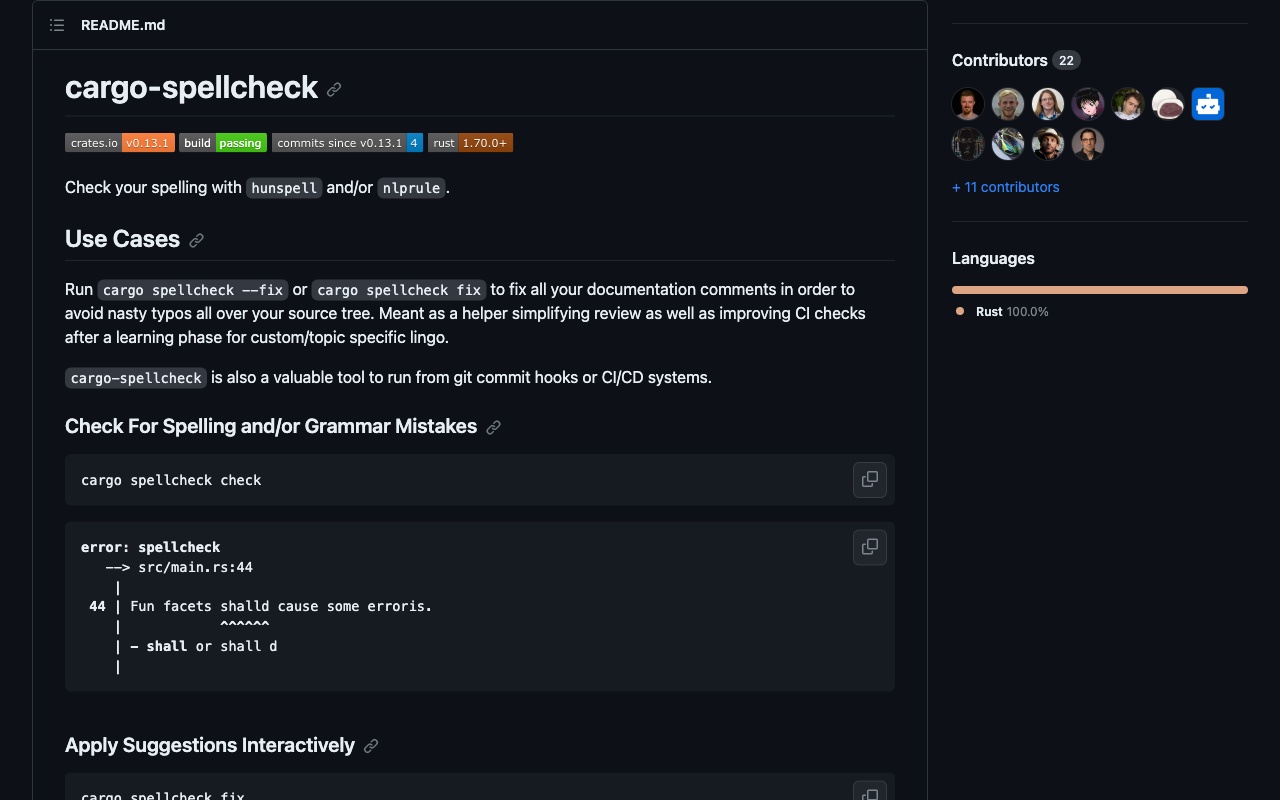 README.md
cargo-spellcheck
crates.io v0.13.1 build passing commits since v0.13.1 4 rust 1.70.0+
Check your spelling with hunspell and/or nlprule.
Use Cases
Run cargo spellcheck --fix or cargo spellcheck fix to fix all your documentation comments in order to
avoid nasty typos all over your source tree. Meant as a helper simplifying review as well as improving CI checks
after a learning phase for custom/topic specific lingo.
cargo-spellcheck is also a valuable tool to run from git commit hooks or CI/CD systems.
Check For Spelling and/or Grammar Mistakes
cargo spellcheck check
error: spellcheck
   --> src/main.rs:44
    |
 44 | Fun facets shalld cause some erroris.
    |            ^^^^^^
    | - shall or shall d
    |
Apply Suggestions Interactively
cargo spellcheck fix
Contributors 22
+ 11 contributors
Languages
Rust 100.0%